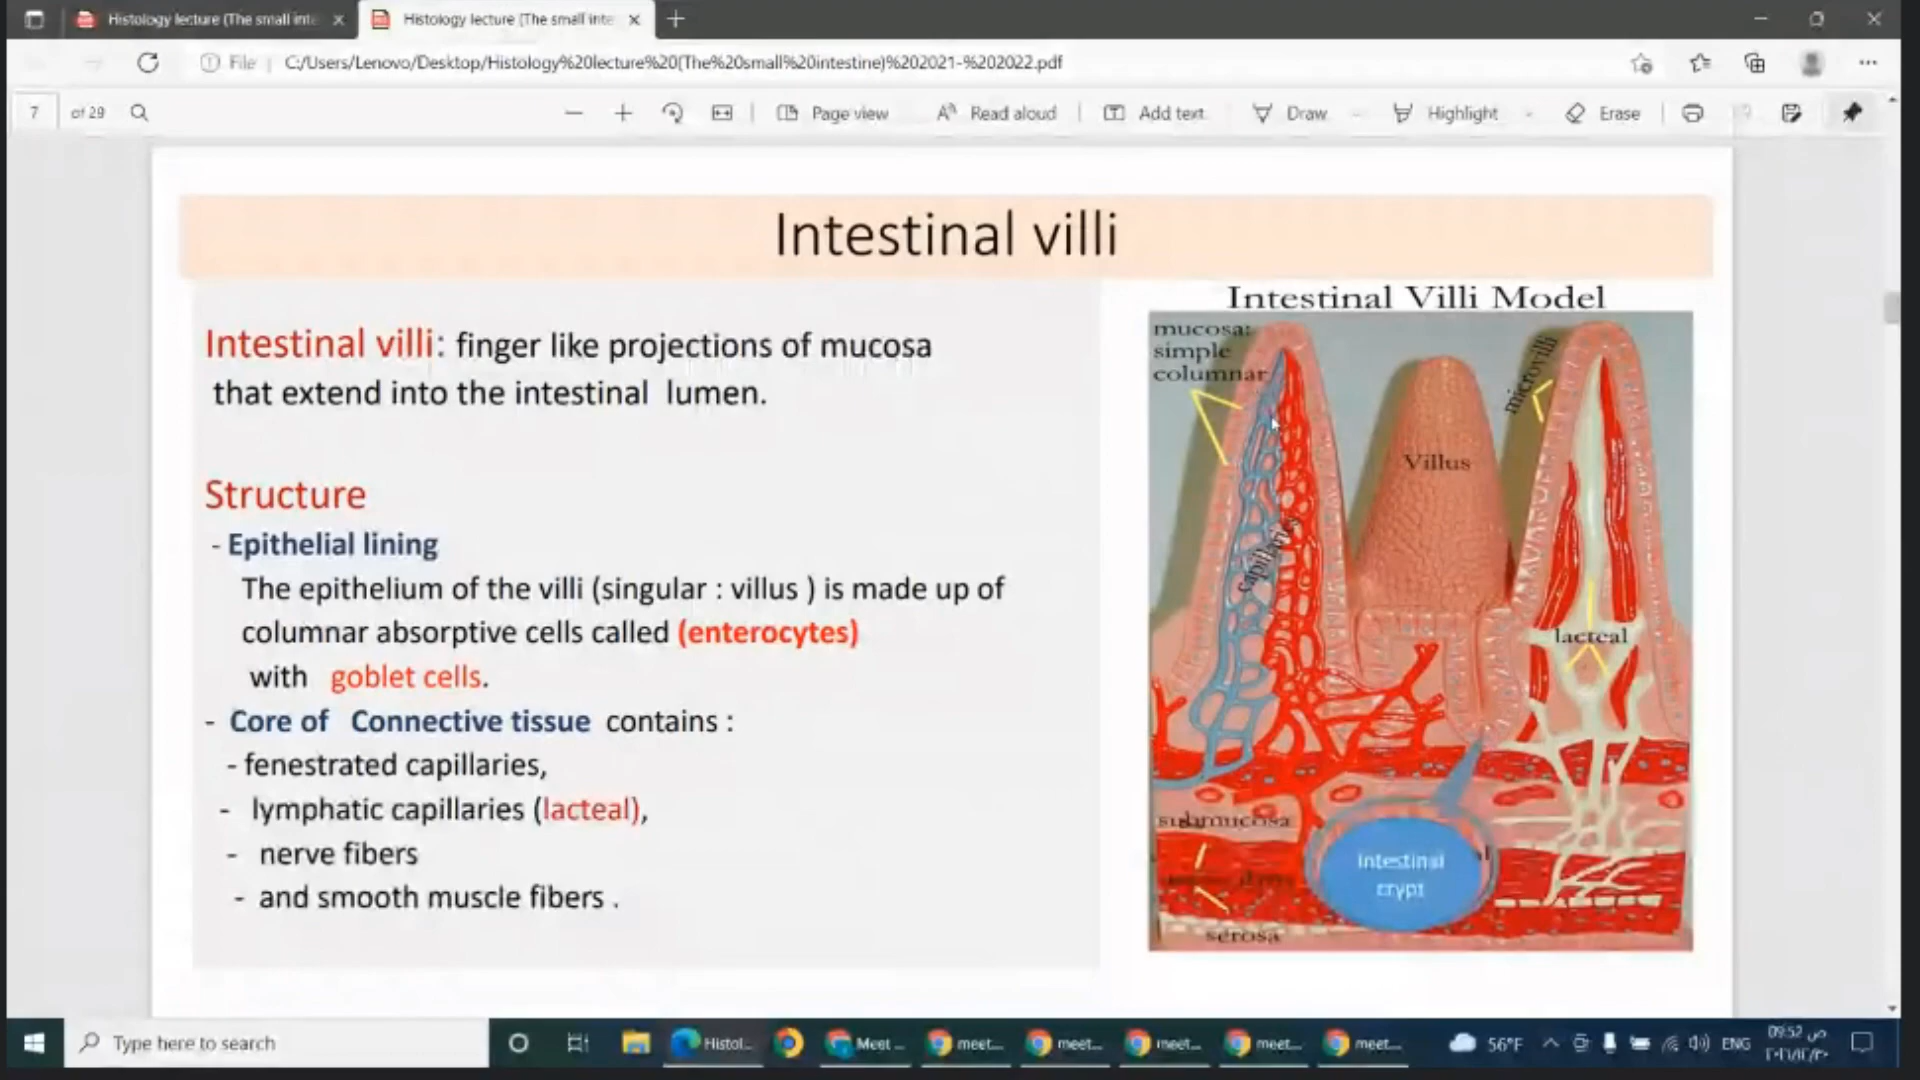 Histology lecture (The small inte
Histology lecture (The small inte
File
C:/Users/Lenovo/Desktop/Histology%20lecture%20(The%20small%20intestine)%202021-%202022.pdf
7 of 29
Page view
Read aloud
Add text
Draw
Highlight
Erase
Intestinal villi
Intestinal villi: finger like projections of mucosa
that extend into the intestinal lumen.
Structure
- Epithelial lining
The epithelium of the villi (singular : villus ) is made up of
columnar absorptive cells called (enterocytes)
with goblet cells.
- Core of Connective tissue contains :
- fenestrated capillaries,
- lymphatic capillaries (lacteal),
- nerve fibers
- and smooth muscle fibers .
Intestinal Villi Model
mucosa:
simple
columnar
microvilli
Villus
capillaries
lacteal
submucosa
Intestinal
crypt
serosa
Type here to search
Histol...
Meet ...
meet...
meet...
meet...
meet...
meet...
56°F
ENG
09:52 ص